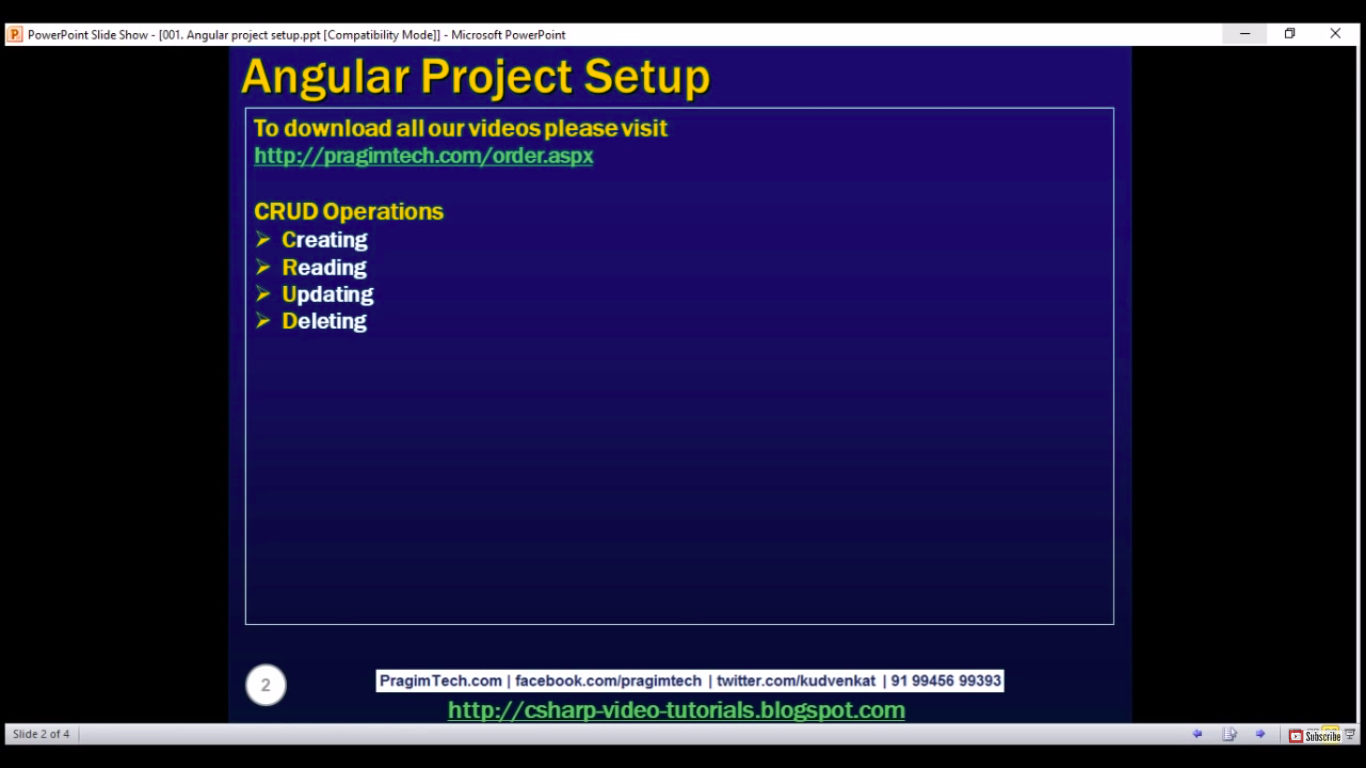 PowerPoint Slide Show - [001. Angular project setup.ppt [Compatibility Mode]] - Microsoft PowerPoint
Angular Project Setup
To download all our videos please visit
http://pragimtech.com/order.aspx
CRUD Operations
➢ Creating
➢ Reading
➢ Updating
➢ Deleting
2
PragimTech.com | facebook.com/pragimtech | twitter.com/kudvenkat | 91 99456 99393
http://csharp-video-tutorials.blogspot.com
Slide 2 of 4
Subscribe